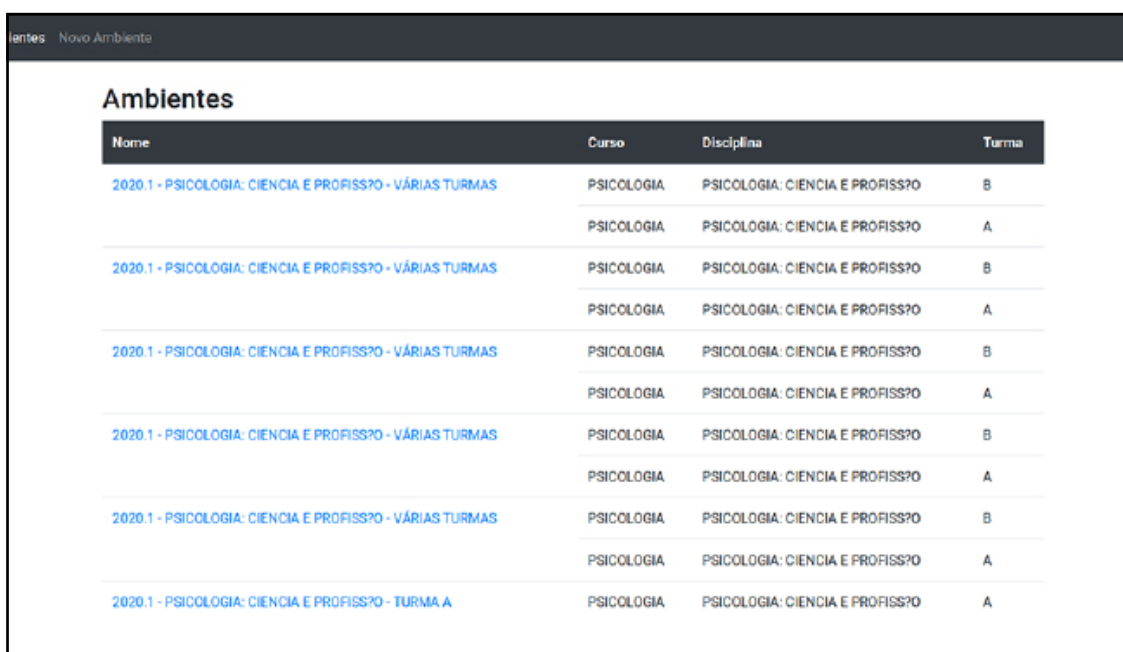 ientes Novo Ambiente
Ambientes
Nome Curso Disciplina Turma
2020.1 - PSICOLOGIA: CIENCIA E PROFISS?O - VÁRIAS TURMAS PSICOLOGIA PSICOLOGIA: CIENCIA E PROFISS?O B
PSICOLOGIA PSICOLOGIA: CIENCIA E PROFISS?O A
2020.1 - PSICOLOGIA: CIENCIA E PROFISS?O - VÁRIAS TURMAS PSICOLOGIA PSICOLOGIA: CIENCIA E PROFISS?O B
PSICOLOGIA PSICOLOGIA: CIENCIA E PROFISS?O A
2020.1 - PSICOLOGIA: CIENCIA E PROFISS?O - VÁRIAS TURMAS PSICOLOGIA PSICOLOGIA: CIENCIA E PROFISS?O B
PSICOLOGIA PSICOLOGIA: CIENCIA E PROFISS?O A
2020.1 - PSICOLOGIA: CIENCIA E PROFISS?O - VÁRIAS TURMAS PSICOLOGIA PSICOLOGIA: CIENCIA E PROFISS?O B
PSICOLOGIA PSICOLOGIA: CIENCIA E PROFISS?O A
2020.1 - PSICOLOGIA: CIENCIA E PROFISS?O - VÁRIAS TURMAS PSICOLOGIA PSICOLOGIA: CIENCIA E PROFISS?O B
PSICOLOGIA PSICOLOGIA: CIENCIA E PROFISS?O A
2020.1 - PSICOLOGIA: CIENCIA E PROFISS?O - TURMA A PSICOLOGIA PSICOLOGIA: CIENCIA E PROFISS?O A